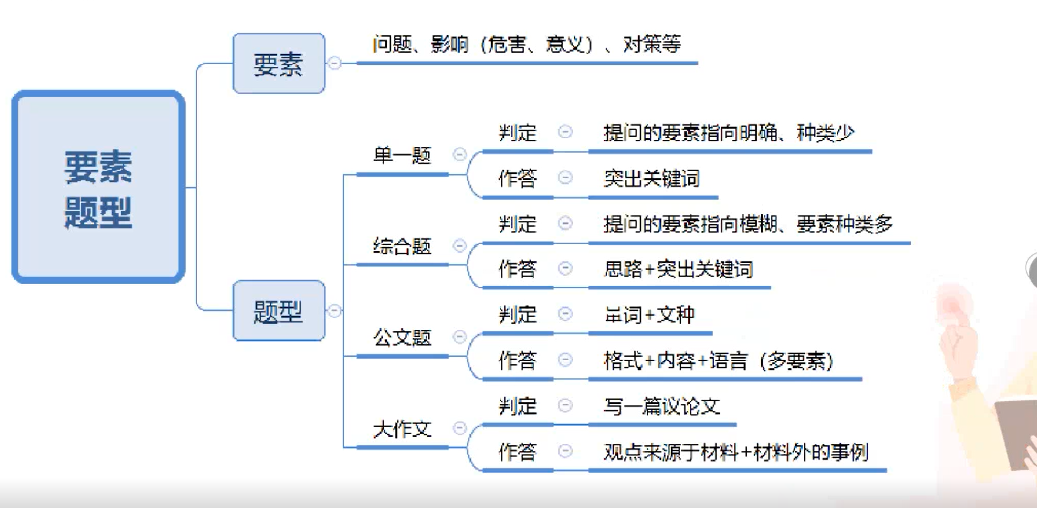 要素
题型
要素
问题、影响（危害、意义）、对策等
题型
单一题
判定
提问的要素指向明确、种类少
作答
突出关键词
综合题
判定
提问的要素指向模糊、要素种类多
作答
思路+突出关键词
公文题
判定
词+文种
作答
格式+内容+语言（多要素）
大作文
判定
写一篇议论文
作答
观点来源于材料+材料外的事例